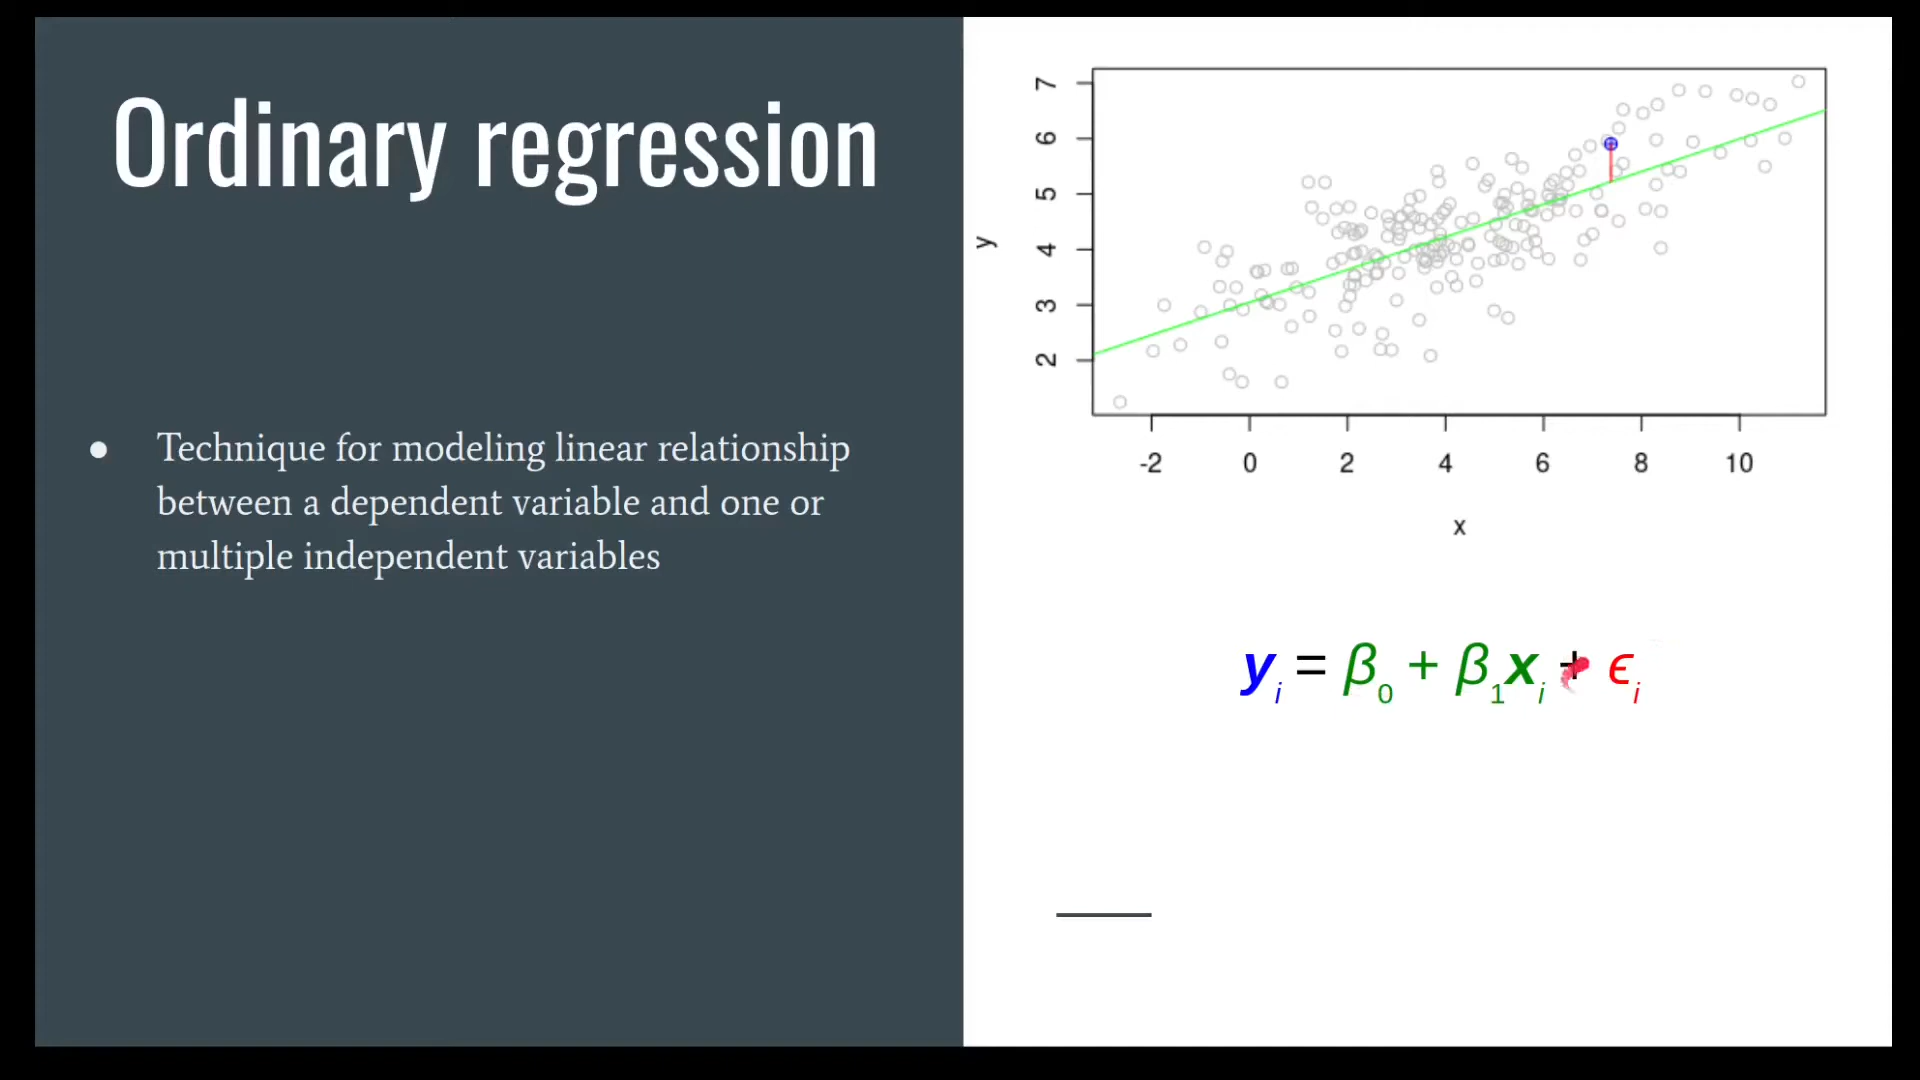 Ordinary regression
● Technique for modeling linear relationship
between a dependent variable and one or
multiple independent variables
7
6
5
4
3
2
y
-2 0 2 4 6 8 10
x
yᵢ = β₀ + β₁xᵢ + ϵᵢ